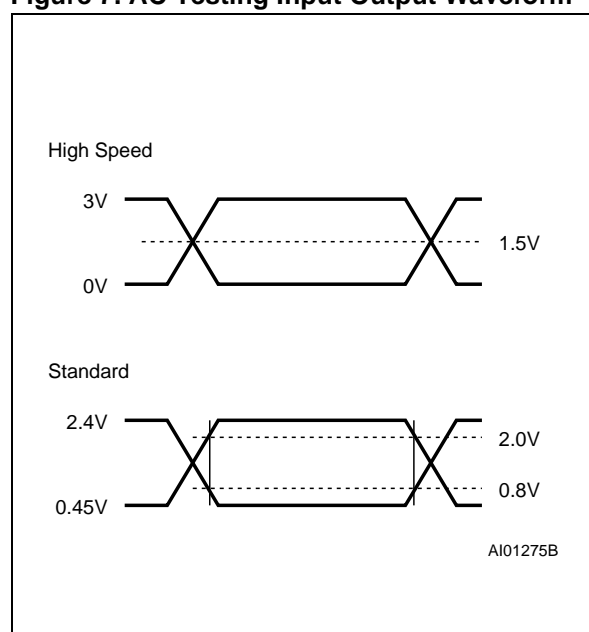 Figure 7. AC Testing Input Output Waveform
High Speed
3V
1.5V
0V
Standard
2.4V
2.0V
0.8V
0.45V
AI01275B